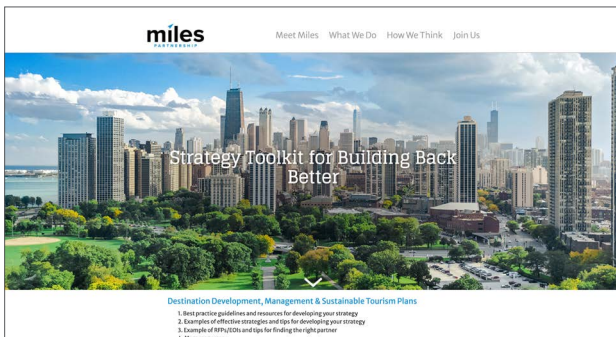 miles
PARTNERSHIP
Meet Miles What We Do How We Think Join Us
Strategy Toolkit for Building Back
Better
Destination Development, Management & Sustainable Tourism Plans
1. Best practice guidelines and resources for developing your strategy
2. Examples of effective strategies and tips for developing your strategy
3. Example of RFPs/EOIs and tips for finding the right partner